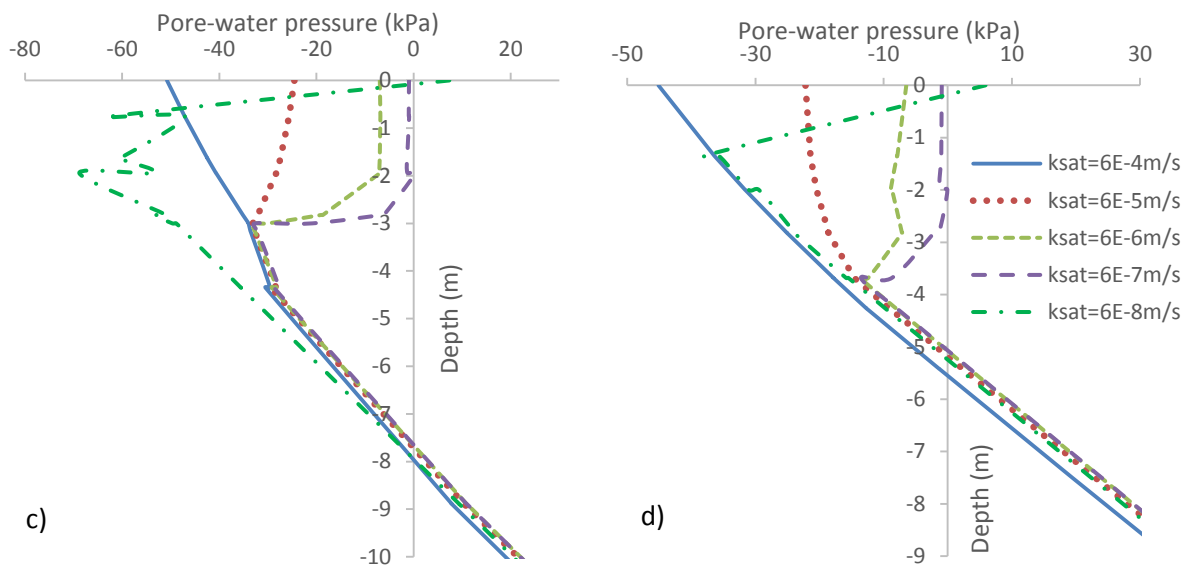 Pore-water pressure (kPa)
-80 -60 -40 -20 0 20
0
-1
-2
-3
-4
-5
-6
-7
-8
-9
-10
Depth (m)
c)
Pore-water pressure (kPa)
-50 -30 -10 10 30
0
-1
-2
-3
-4
-5
-6
-7
-8
-9
Depth (m)
ksat=6E-4m/s
ksat=6E-5m/s
ksat=6E-6m/s
ksat=6E-7m/s
ksat=6E-8m/s
d)